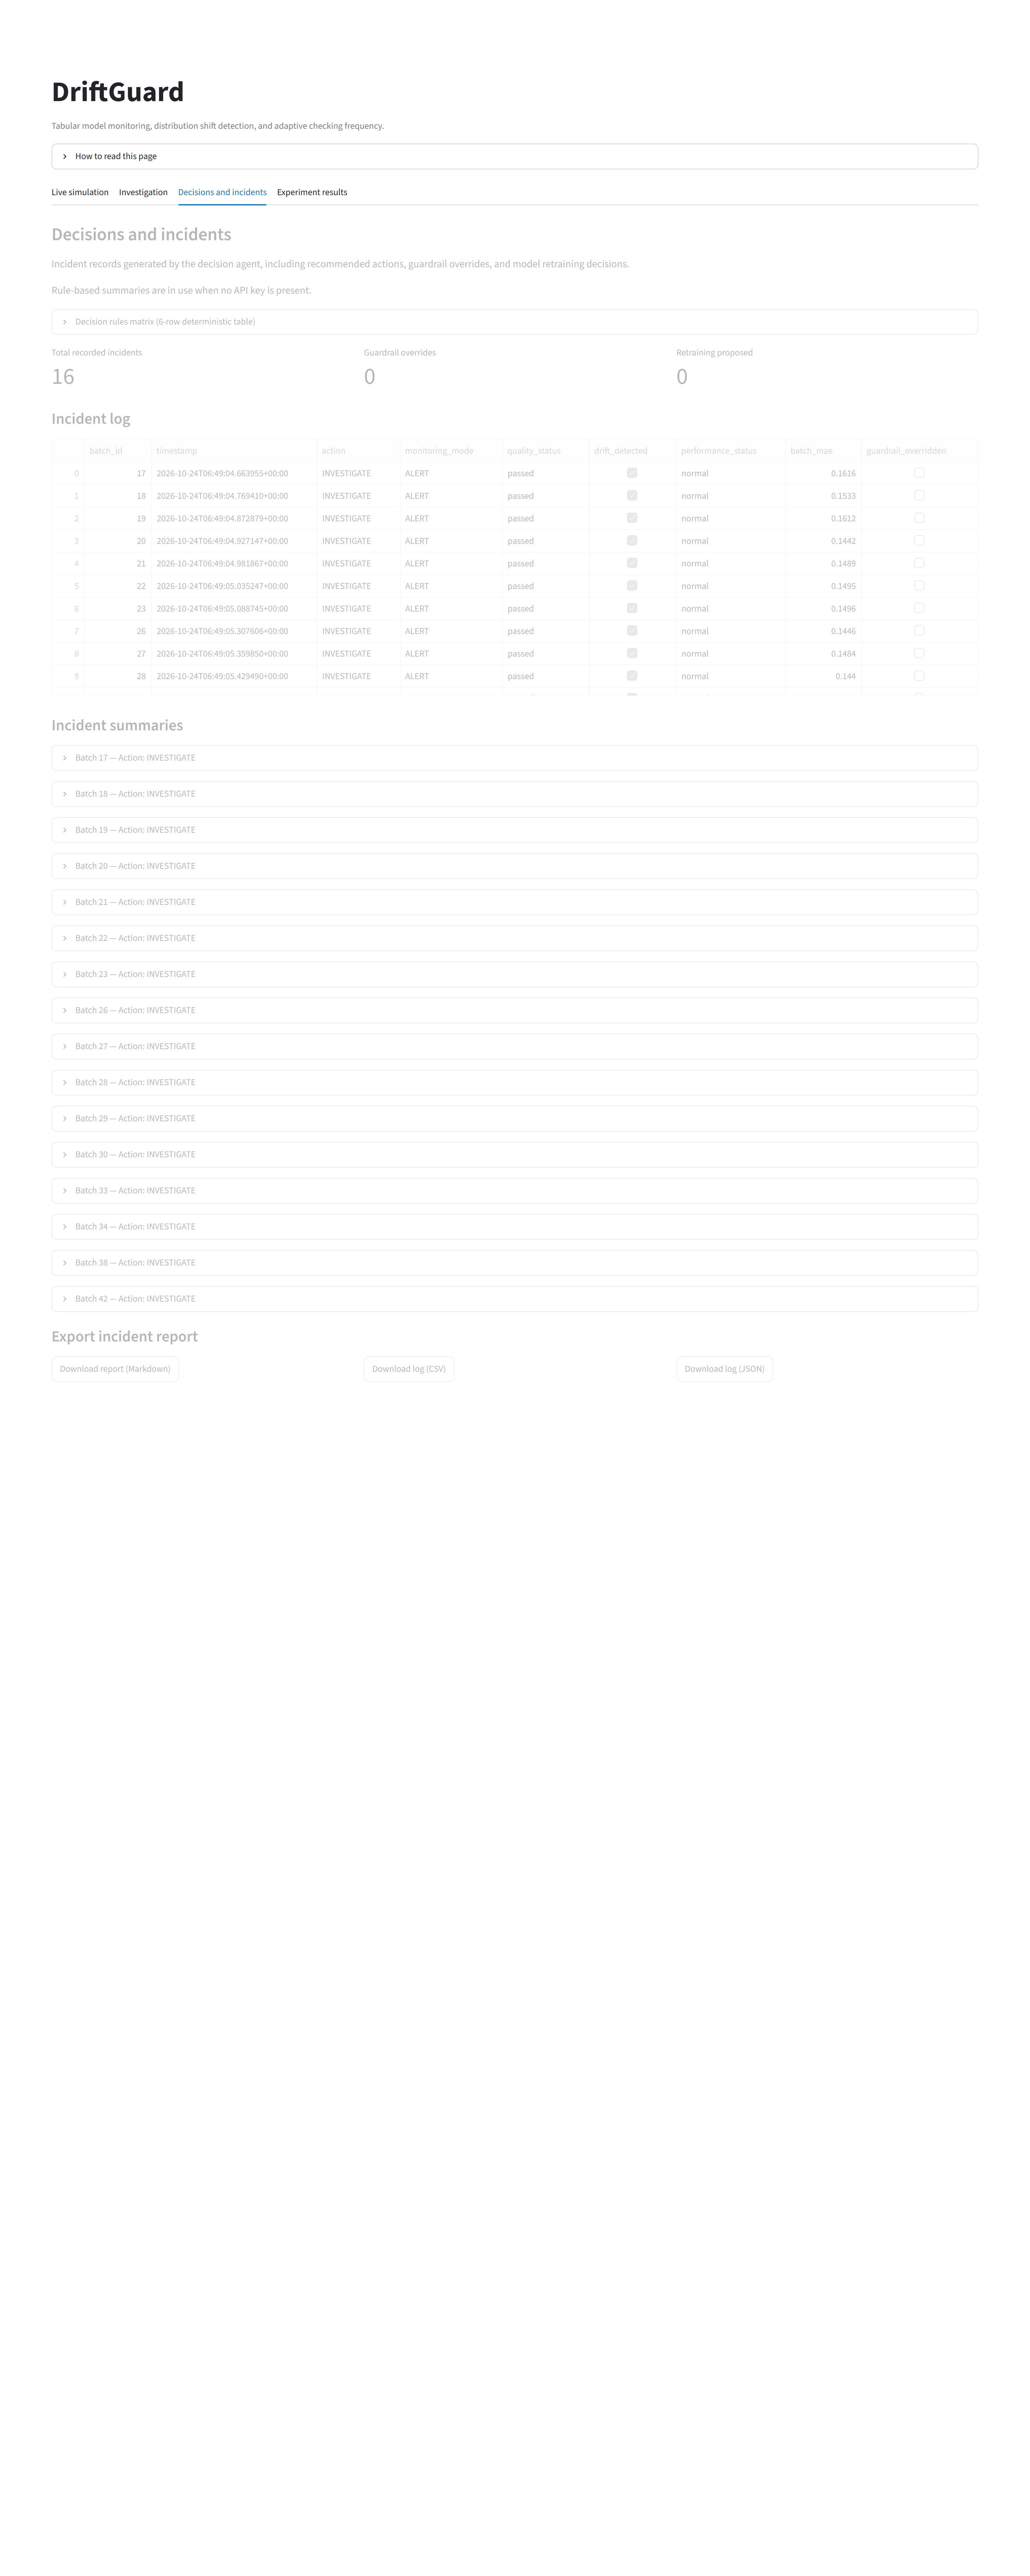 DriftGuard
Tabular model monitoring, distribution shift detection, and adaptive checking frequency.
How to read this page
Live simulation Investigation Decisions and incidents Experiment results
Decisions and incidents
Incident records generated by the decision agent, including recommended actions, guardrail overrides, and model retraining decisions.
Rule-based summaries are in use when no API key is present.
Decision rules matrix (6-row deterministic table)
Total recorded incidents Guardrail overrides Retraining proposed
16 0 0
Incident log
batch_id timestamp action monitoring_mode quality_status drift_detected performance_status batch_mae guardrail_overridden
0 17 2026-10-24T06:49:04.663955+00:00 INVESTIGATE ALERT passed normal 0.1616
1 18 2026-10-24T06:49:04.769410+00:00 INVESTIGATE ALERT passed normal 0.1533
2 19 2026-10-24T06:49:04.872879+00:00 INVESTIGATE ALERT passed normal 0.1612
3 20 2026-10-24T06:49:04.927147+00:00 INVESTIGATE ALERT passed normal 0.1442
4 21 2026-10-24T06:49:04.981867+00:00 INVESTIGATE ALERT passed normal 0.1489
5 22 2026-10-24T06:49:05.035247+00:00 INVESTIGATE ALERT passed normal 0.1495
6 23 2026-10-24T06:49:05.088745+00:00 INVESTIGATE ALERT passed normal 0.1496
7 26 2026-10-24T06:49:05.307606+00:00 INVESTIGATE ALERT passed normal 0.1446
8 27 2026-10-24T06:49:05.359850+00:00 INVESTIGATE ALERT passed normal 0.1484
9 28 2026-10-24T06:49:05.429490+00:00 INVESTIGATE ALERT passed normal 0.144
Incident summaries
Batch 17 — Action: INVESTIGATE
Batch 18 — Action: INVESTIGATE
Batch 19 — Action: INVESTIGATE
Batch 20 — Action: INVESTIGATE
Batch 21 — Action: INVESTIGATE
Batch 22 — Action: INVESTIGATE
Batch 23 — Action: INVESTIGATE
Batch 26 — Action: INVESTIGATE
Batch 27 — Action: INVESTIGATE
Batch 28 — Action: INVESTIGATE
Batch 29 — Action: INVESTIGATE
Batch 30 — Action: INVESTIGATE
Batch 33 — Action: INVESTIGATE
Batch 34 — Action: INVESTIGATE
Batch 38 — Action: INVESTIGATE
Batch 42 — Action: INVESTIGATE
Export incident report
Download report (Markdown) Download log (CSV) Download log (JSON)